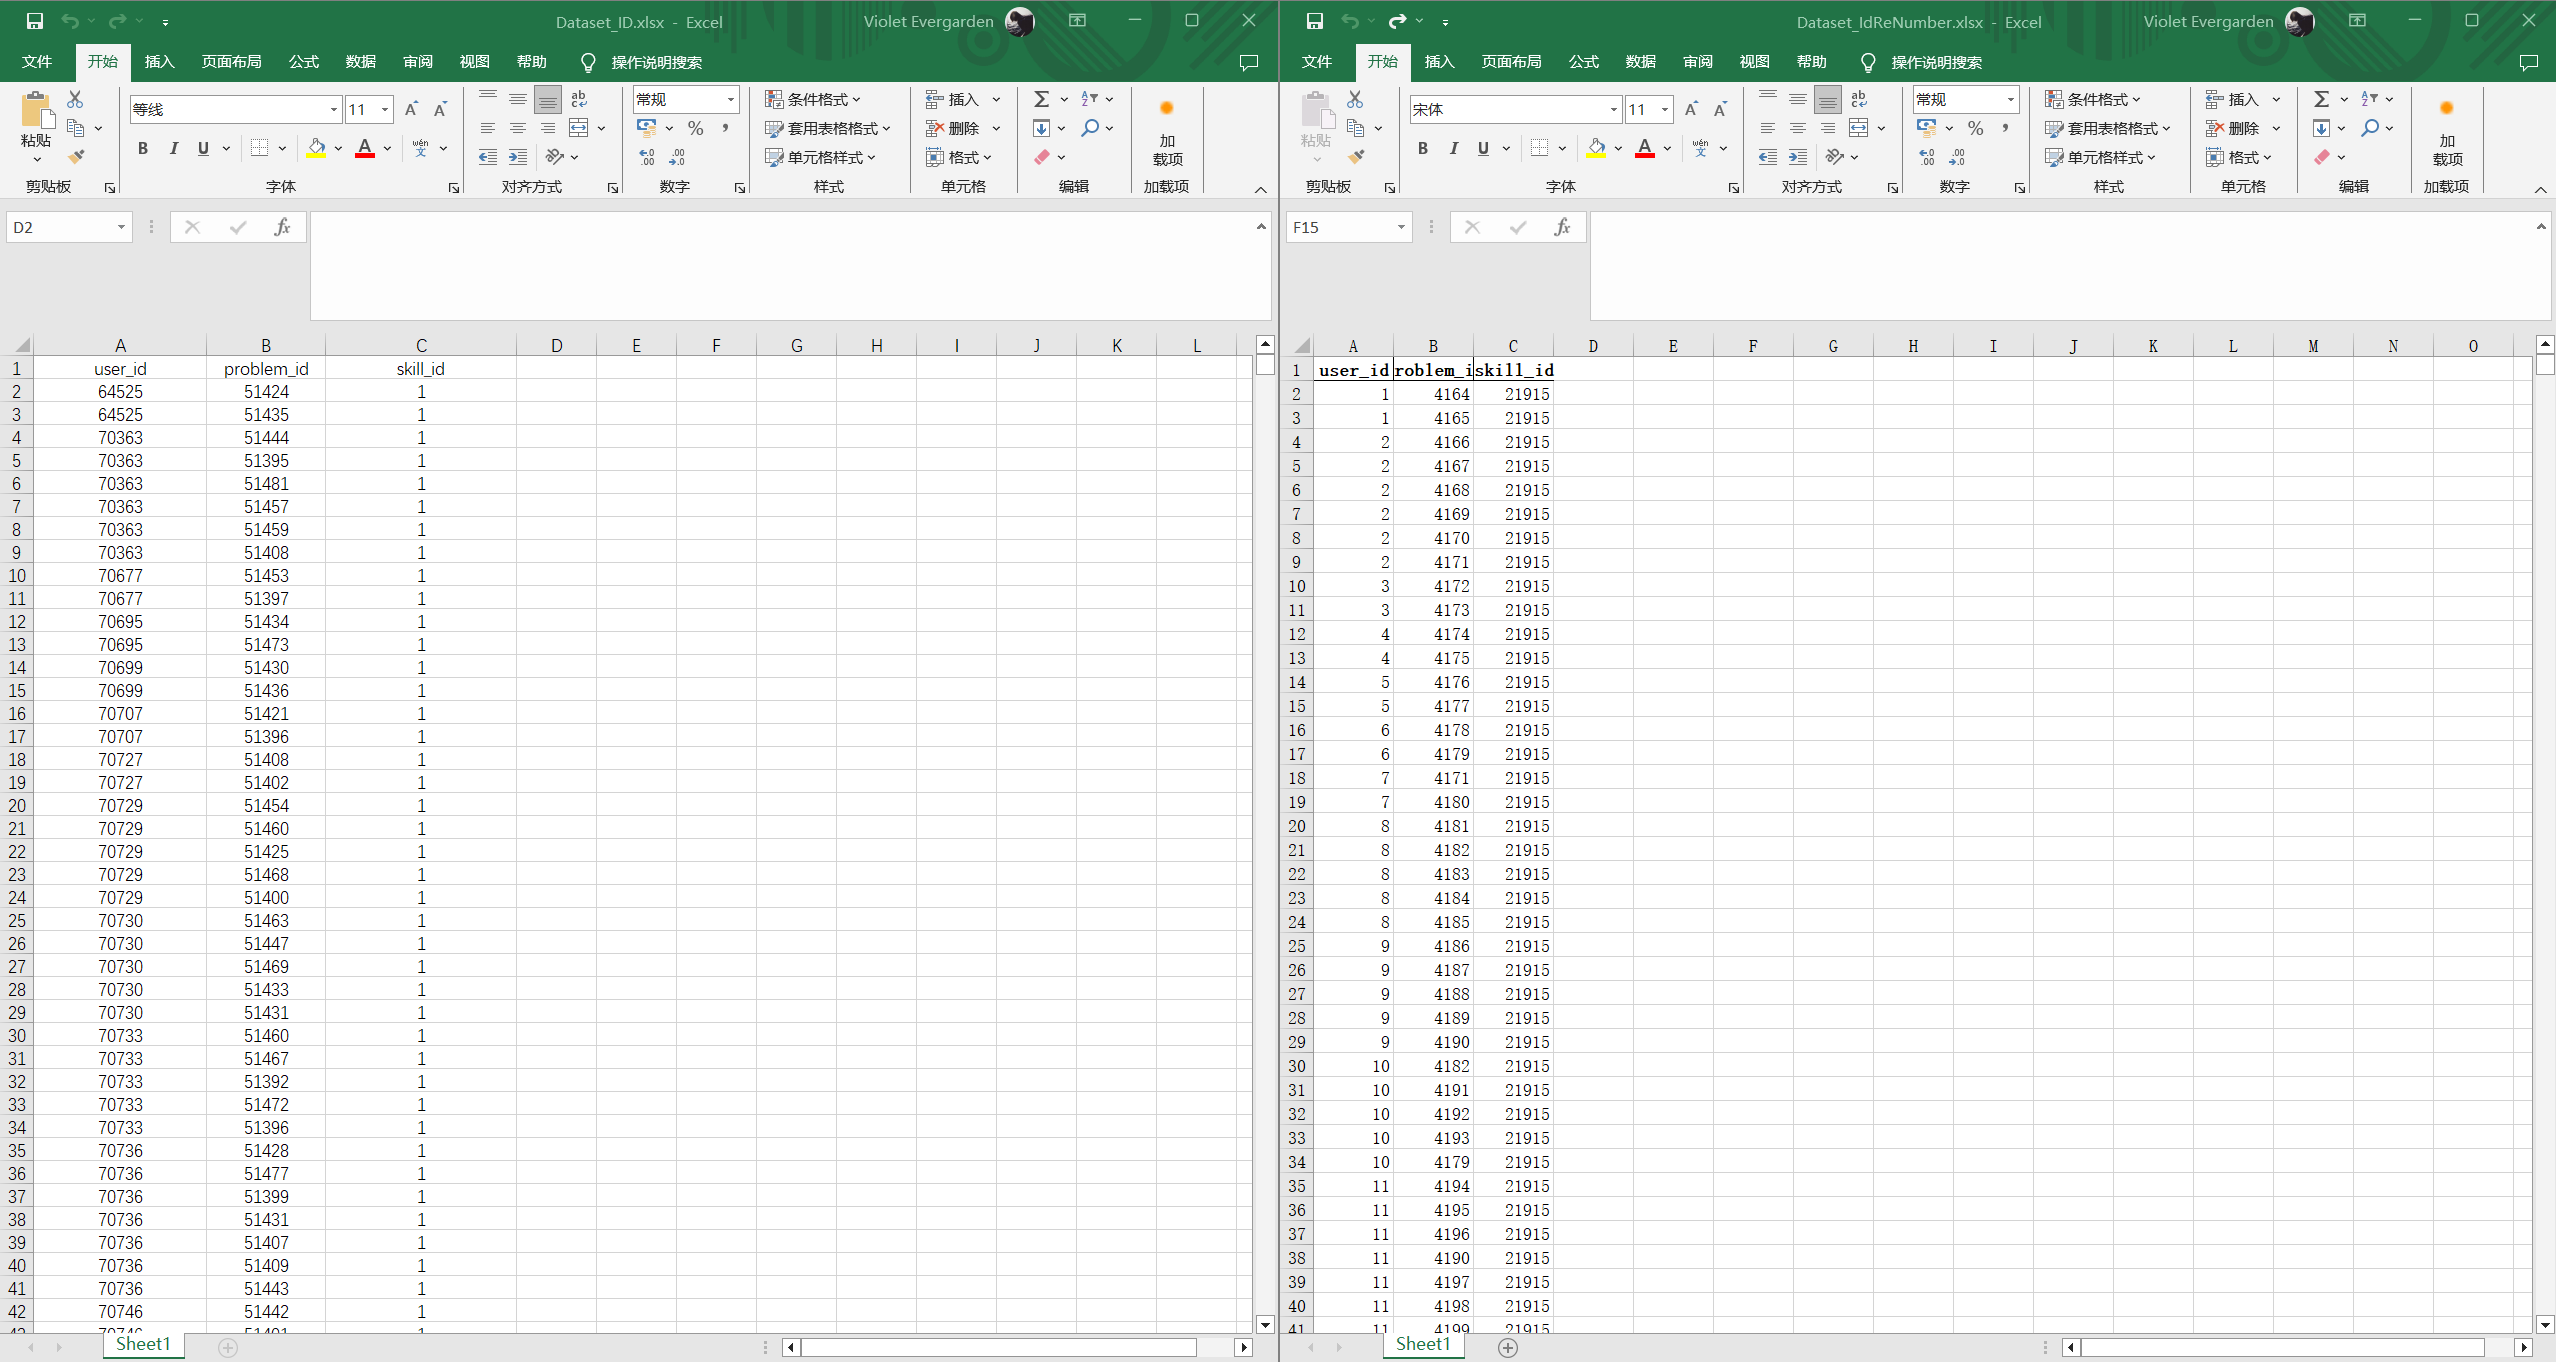 Dataset_ID.xlsx - Excel
Violet Evergarden
文件 开始 插入 页面布局 公式 数据 审阅 视图 帮助 操作说明搜索
粘贴
剪贴板
等线 11
B I U A wén 文
字体
ab
对齐方式
常规
% ,
数字
条件格式
套用表格格式
单元格样式
样式
插入
删除
格式
单元格
编辑
加
载项
加载项
D2
fx
A B C D E F G H I J K L
1 user_id problem_id skill_id
2 64525 51424 1
3 64525 51435 1
4 70363 51444 1
5 70363 51395 1
6 70363 51481 1
7 70363 51457 1
8 70363 51459 1
9 70363 51408 1
10 70677 51453 1
11 70677 51397 1
12 70695 51434 1
13 70695 51473 1
14 70699 51430 1
15 70699 51436 1
16 70707 51421 1
17 70707 51396 1
18 70727 51408 1
19 70727 51402 1
20 70729 51454 1
21 70729 51460 1
22 70729 51425 1
23 70729 51468 1
24 70729 51400 1
25 70730 51463 1
26 70730 51447 1
27 70730 51469 1
28 70730 51433 1
29 70730 51431 1
30 70733 51460 1
31 70733 51467 1
32 70733 51392 1
33 70733 51472 1
34 70733 51396 1
35 70736 51428 1
36 70736 51477 1
37 70736 51399 1
38 70736 51431 1
39 70736 51407 1
40 70736 51409 1
41 70736 51443 1
42 70746 51442 1
Sheet1
Dataset_IdReNumber.xlsx - Excel
Violet Evergarden
文件 开始 插入 页面布局 公式 数据 审阅 视图 帮助 操作说明搜索
粘贴
剪贴板
宋体 11
B I U A wén 文
字体
ab
对齐方式
常规
% ,
数字
条件格式
套用表格格式
单元格样式
样式
插入
删除
格式
单元格
编辑
加
载项
加载项
F15
fx
A B C D E F G H I J K L M N O
1 user_id roblem_i skill_id
2 1 4164 21915
3 1 4165 21915
4 2 4166 21915
5 2 4167 21915
6 2 4168 21915
7 2 4169 21915
8 2 4170 21915
9 2 4171 21915
10 3 4172 21915
11 3 4173 21915
12 4 4174 21915
13 4 4175 21915
14 5 4176 21915
15 5 4177 21915
16 6 4178 21915
17 6 4179 21915
18 7 4171 21915
19 7 4180 21915
20 8 4181 21915
21 8 4182 21915
22 8 4183 21915
23 8 4184 21915
24 8 4185 21915
25 9 4186 21915
26 9 4187 21915
27 9 4188 21915
28 9 4189 21915
29 9 4190 21915
30 10 4182 21915
31 10 4191 21915
32 10 4192 21915
33 10 4193 21915
34 10 4179 21915
35 11 4194 21915
36 11 4195 21915
37 11 4196 21915
38 11 4190 21915
39 11 4197 21915
40 11 4198 21915
41 11 4199 21915
Sheet1